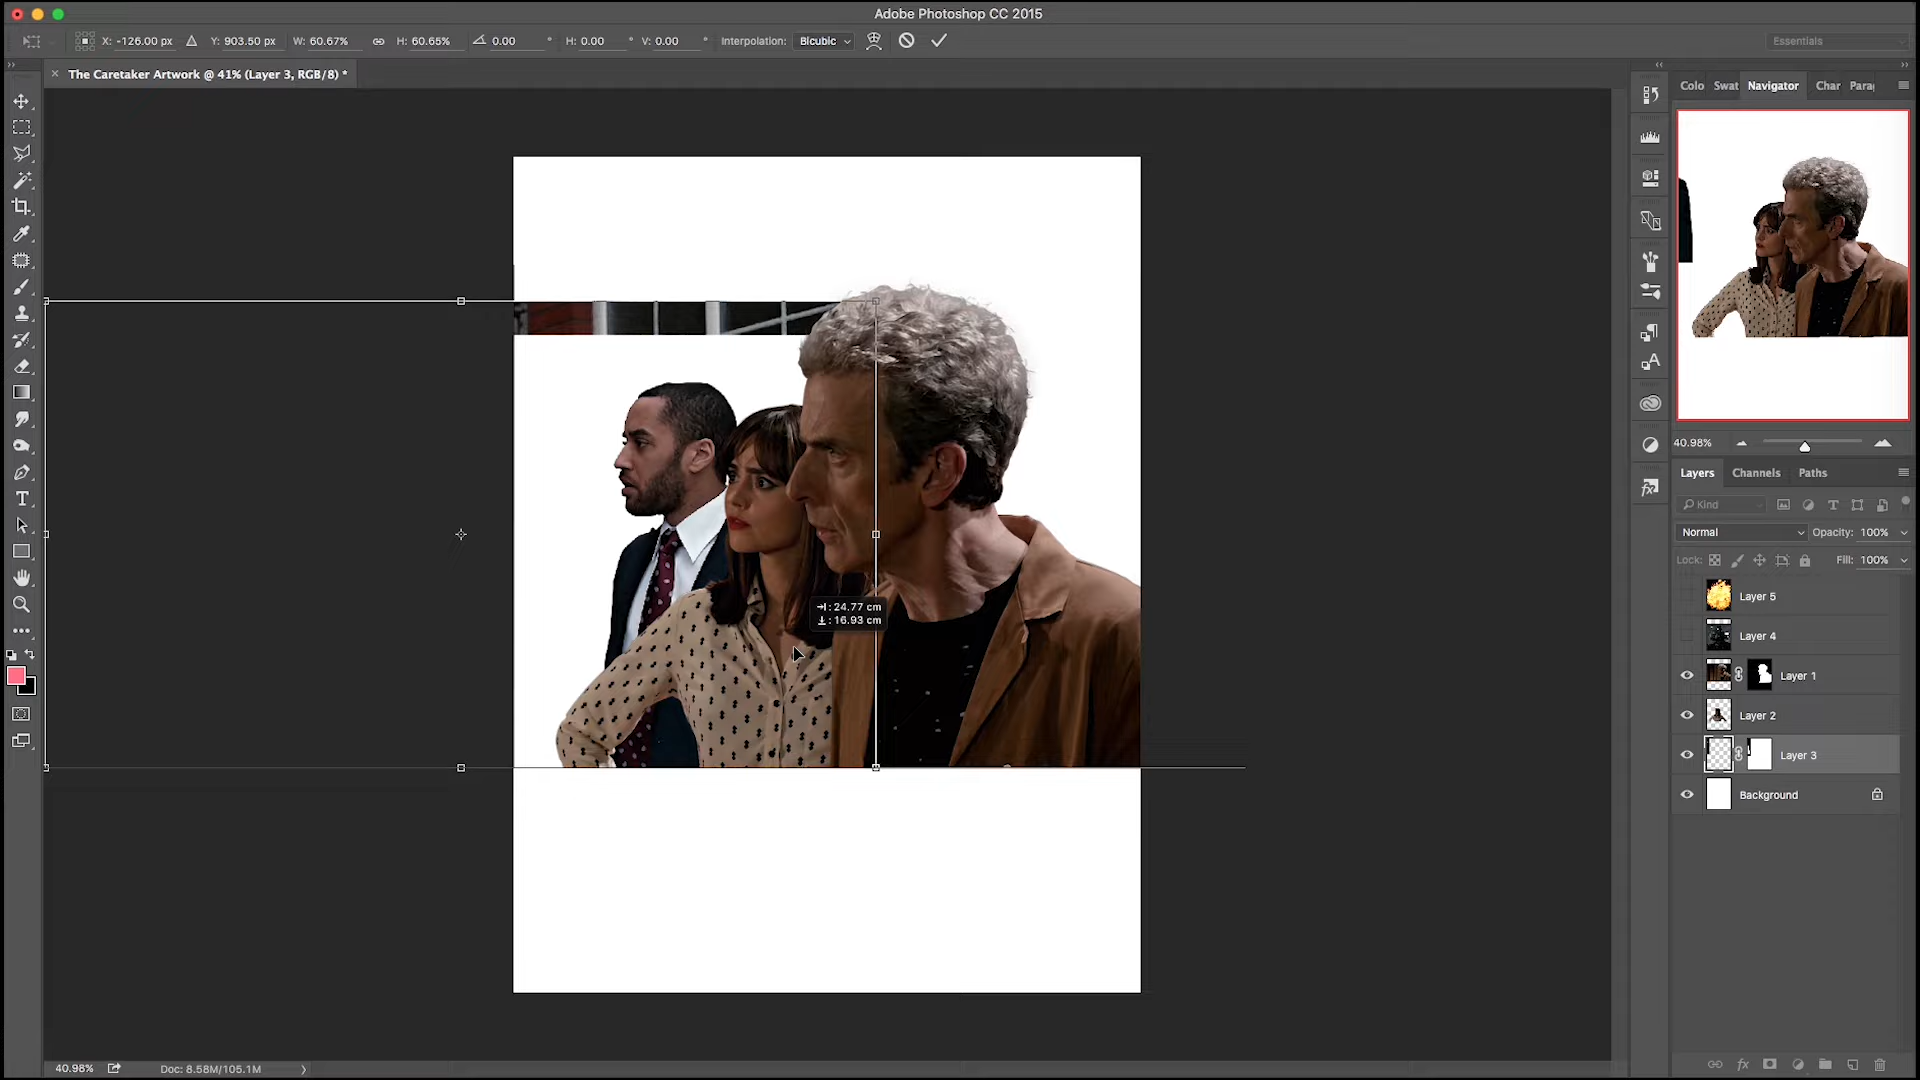 Adobe Photoshop CC 2015
X: -126.00 px Y: 903.50 px W: 60.67% H: 60.65% 0.00 ° H: 0.00 ° V: 0.00 ° Interpolation: Bicubic Essentials
× The Caretaker Artwork @ 41% (Layer 3, RGB/8) *
Colo Swat Navigator Char Para
40.98%
Layers Channels Paths
Kind
Normal Opacity: 100%
Lock: Fill: 100%
Layer 5
→|: 24.77 cm
: 16.93 cm
Layer 4
Layer 1
Layer 2
Layer 3
Background
40.98% Doc: 8.58M/105.1M